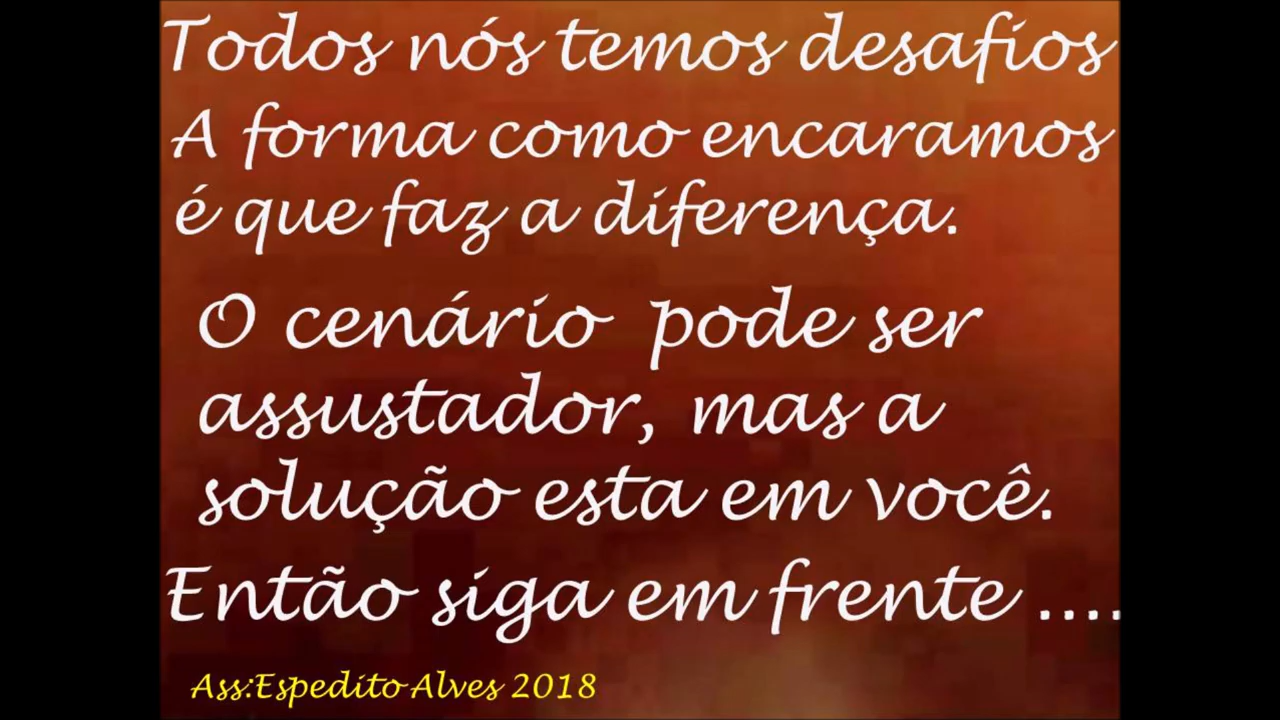 Todos nós temos desafios
A forma como encaramos
é que faz a diferença.
O cenário pode ser
assustador, mas a
solução esta em você.
Então siga em frente ....
Ass:Espedito Alves 2018